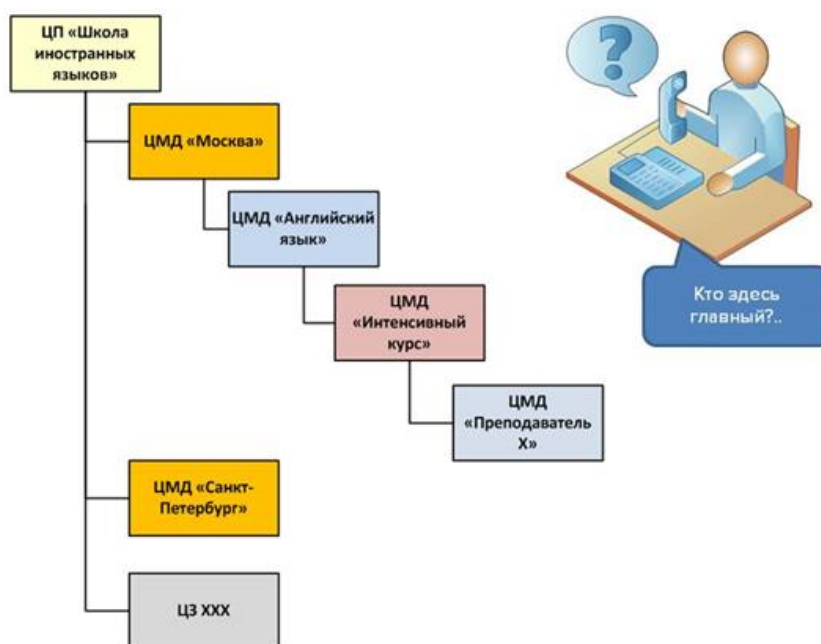 ЦП «Школа
иностранных
языков»
ЦМД «Москва»
ЦМД «Английский
язык»
ЦМД
«Интенсивный
курс»
ЦМД
«Преподаватель
X»
ЦМД «Санкт-
Петербург»
ЦЗ XXX
?
Кто здесь
главный?..